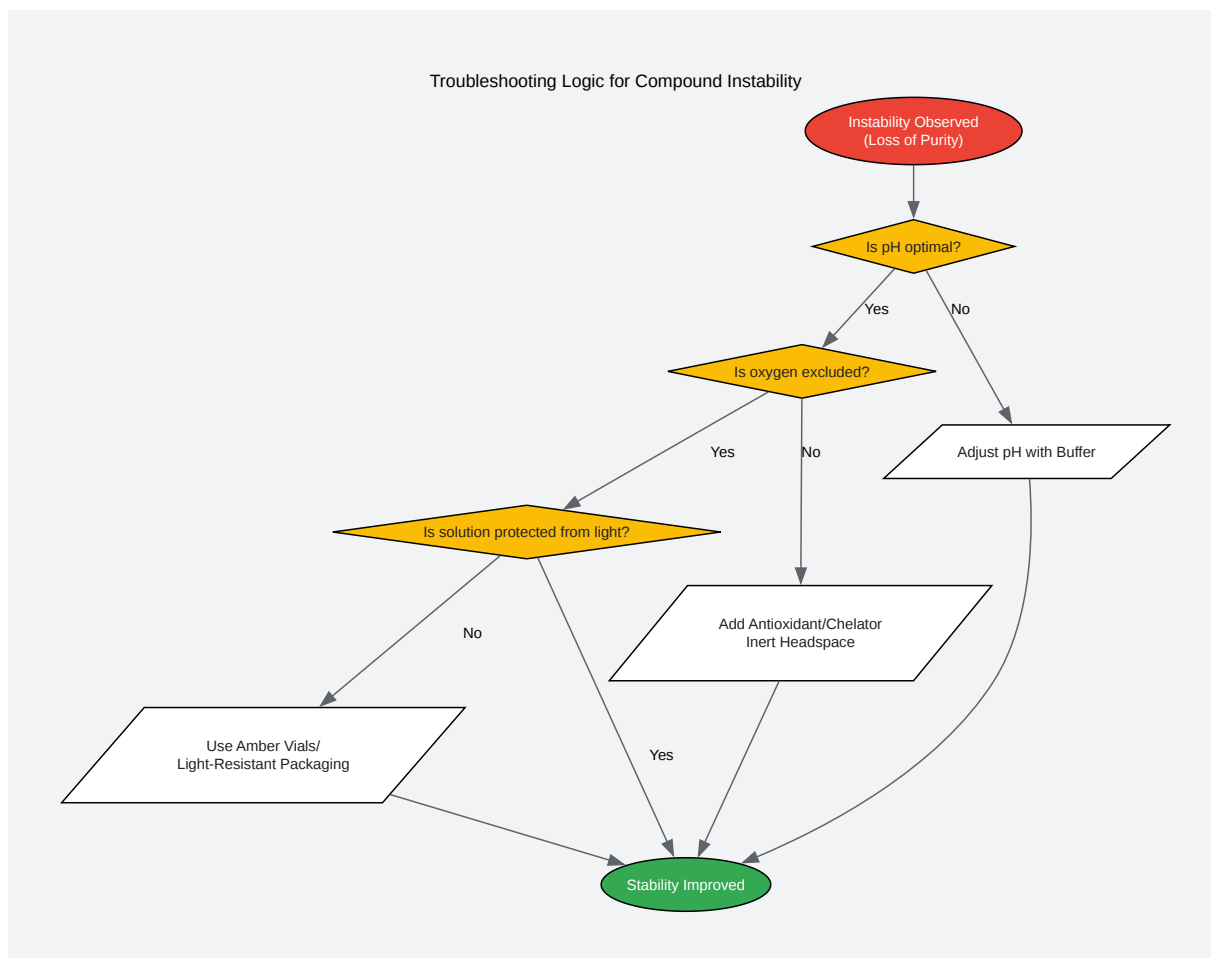 Troubleshooting Logic for Compound Instability
Instability Observed
(Loss of Purity)
Is pH optimal?
Yes
No
Is oxygen excluded?
Yes
No
Adjust pH with Buffer
Is solution protected from light?
No
Add Antioxidant/Chelator
Inert Headspace
Use Amber Vials/
Light-Resistant Packaging
Yes
Stability Improved